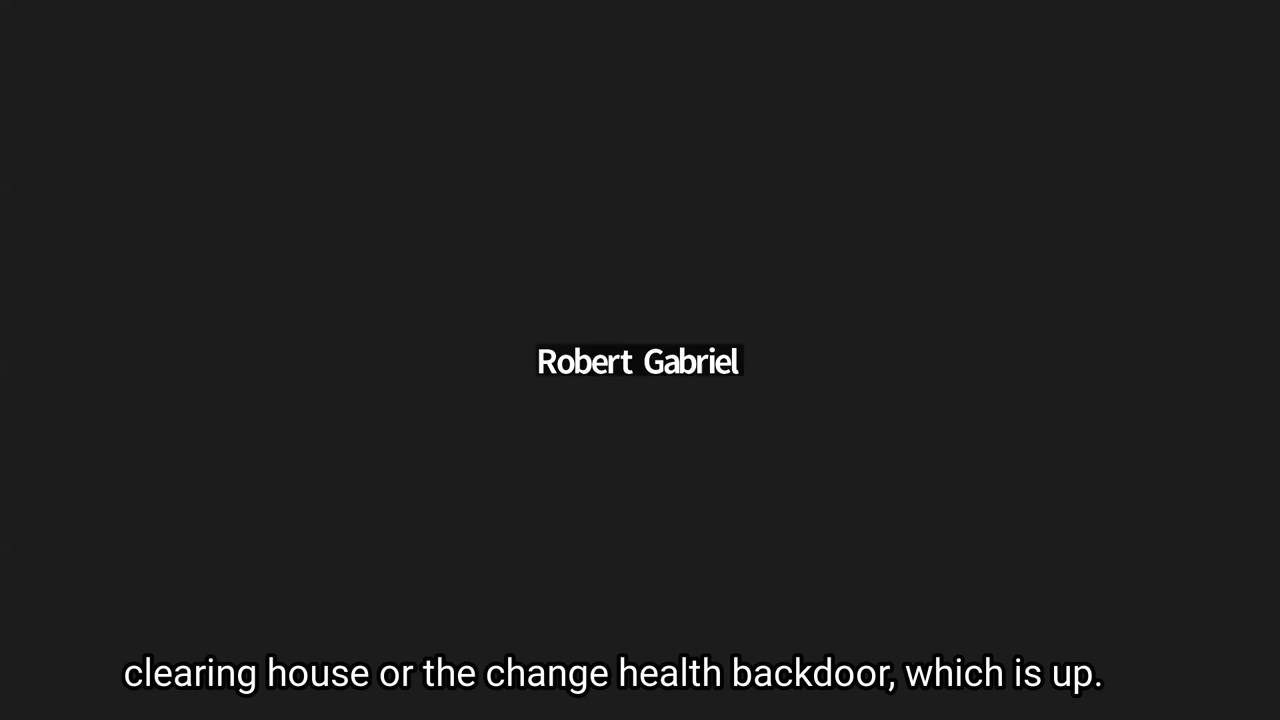 Robert Gabriel
clearing house or the change health backdoor, which is up.